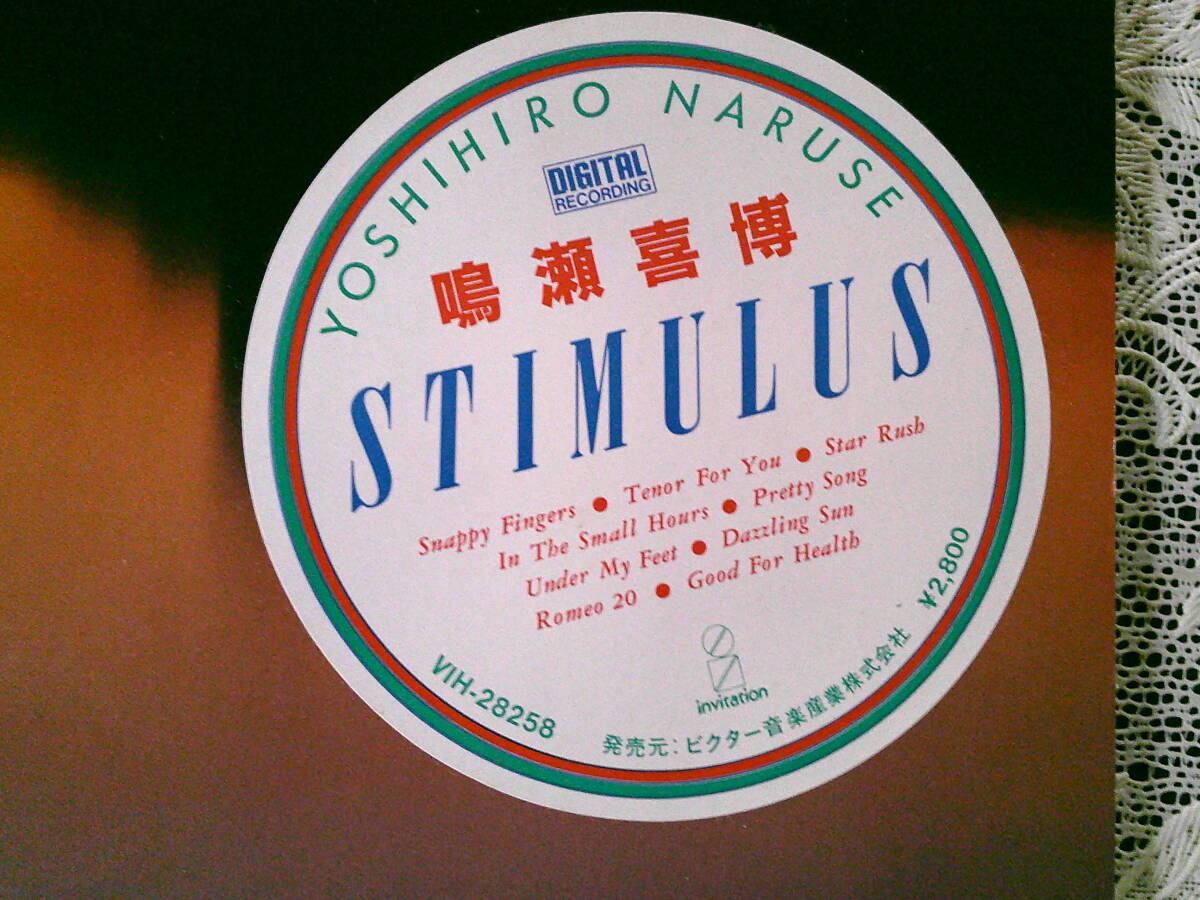 YOSHIHIRO NARUSE
DIGITAL
RECORDING
鳴瀬喜博
STIMULUS
Snappy Fingers ● Tenor For You ● Star Rush
In The Small Hours ● Pretty Song
Under My Feet ● Dazzling Sun
Romeo 20 ● Good For Health
invitation
VIH-28258
発売元:ビクター音楽産業株式会社
¥2,800